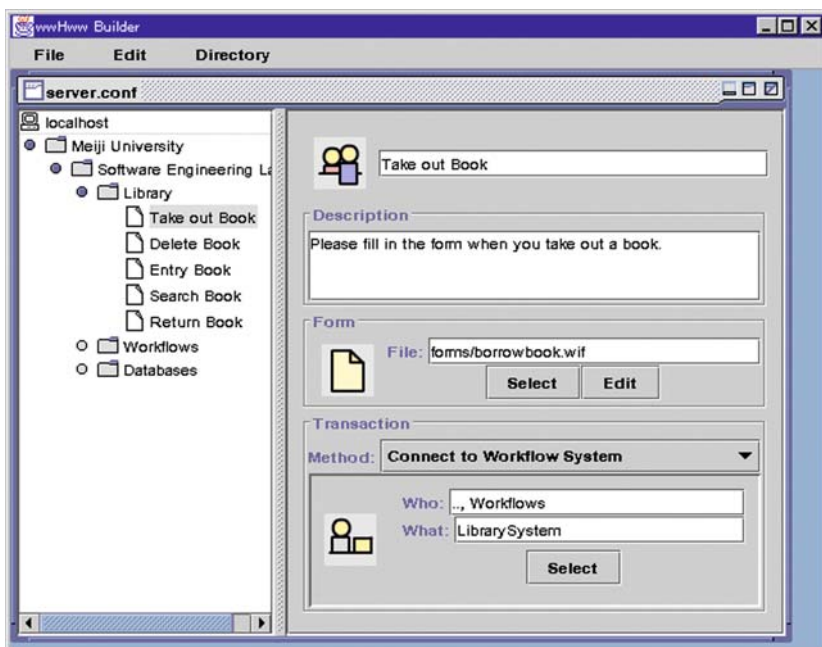 wwwHww Builder
File Edit Directory
server.conf
localhost
Meiji University
Software Engineering La
Library
Take out Book
Delete Book
Entry Book
Search Book
Return Book
Workflows
Databases
Take out Book
Description
Please fill in the form when you take out a book.
Form
File: forms/borrowbook.wif
Select Edit
Transaction
Method: Connect to Workflow System
Who: .., Workflows
What: LibrarySystem
Select